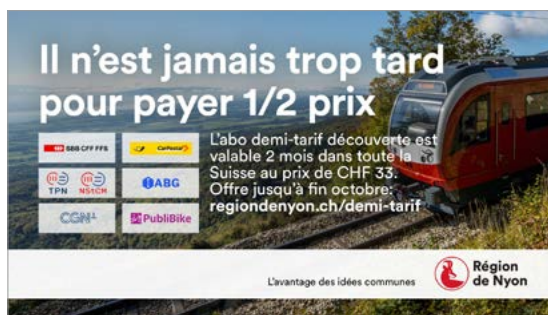 Il n'est jamais trop tard
pour payer 1/2 prix
SBB CFF FFS
CarPostal
TPN
NStCM
ABG
CGN
PubliBike
L'abo demi-tarif découverte est
valable 2 mois dans toute la
Suisse au prix de CHF 33.
Offre jusqu'à fin octobre:
regiondenyon.ch/demi-tarif
L'avantage des idées communes
Région
de Nyon